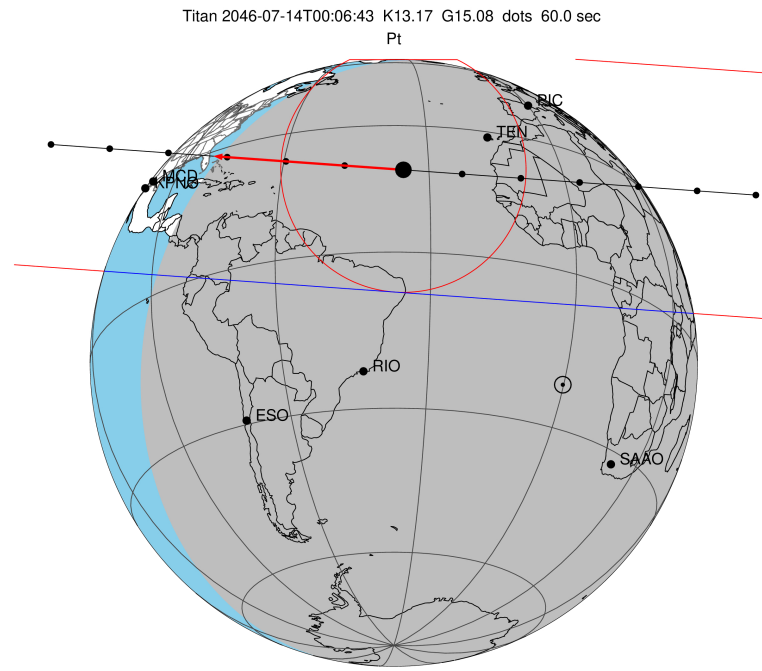 Titan 2046-07-14T00:06:43 K13.17 G15.08 dots 60.0 sec
Pt
PIC
TEN
MCD
KPNO
RIO
ESO
SAAO